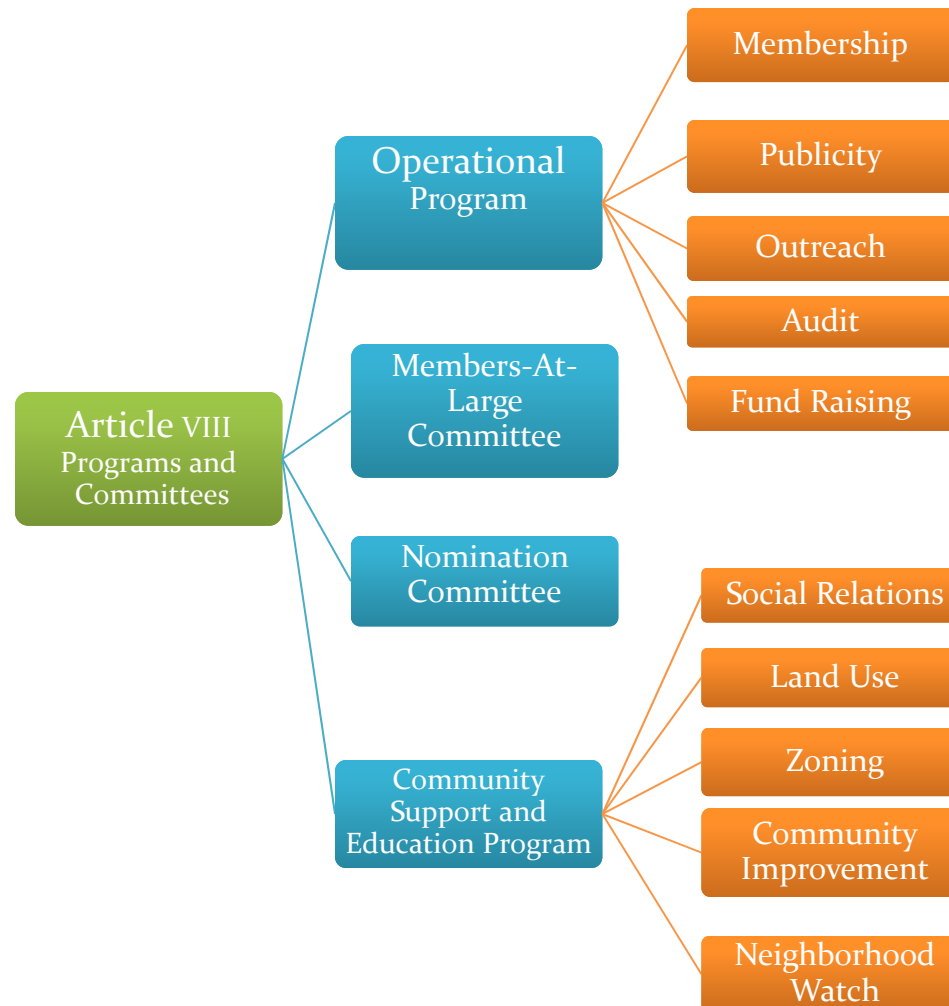 Article VIII
Programs and
Committees
Operational
Program
Membership
Publicity
Outreach
Audit
Fund Raising
Members-At-
Large
Committee
Nomination
Committee
Community
Support and
Education Program
Social Relations
Land Use
Zoning
Community
Improvement
Neighborhood
Watch